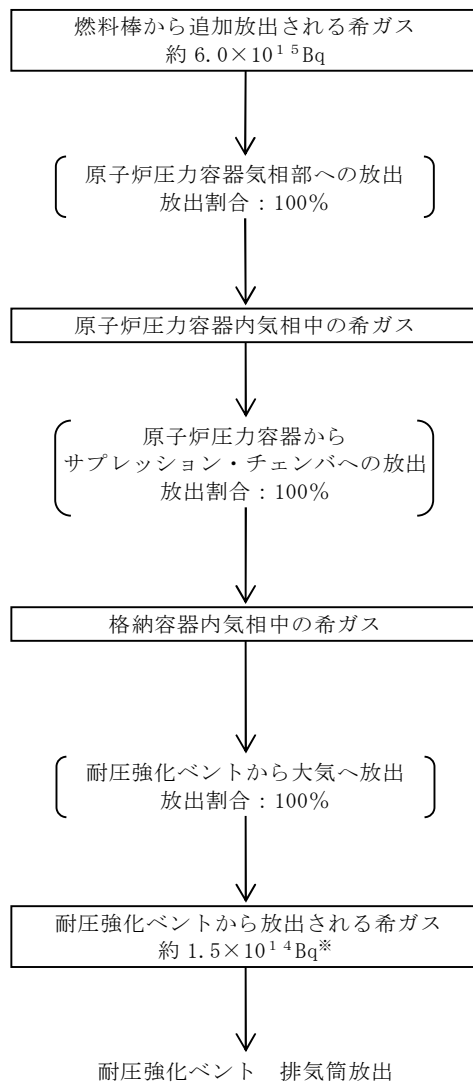 燃料棒から追加放出される希ガス
約 6.0×10¹⁵Bq
原子炉圧力容器気相部への放出
放出割合：100％
原子炉圧力容器内気相中の希ガス
原子炉圧力容器から
サプレッション・チェンバへの放出
放出割合：100％
格納容器内気相中の希ガス
耐圧強化ベントから大気へ放出
放出割合：100％
耐圧強化ベントから放出される希ガス
約 1.5×10¹⁴Bq※
耐圧強化ベント　排気筒放出